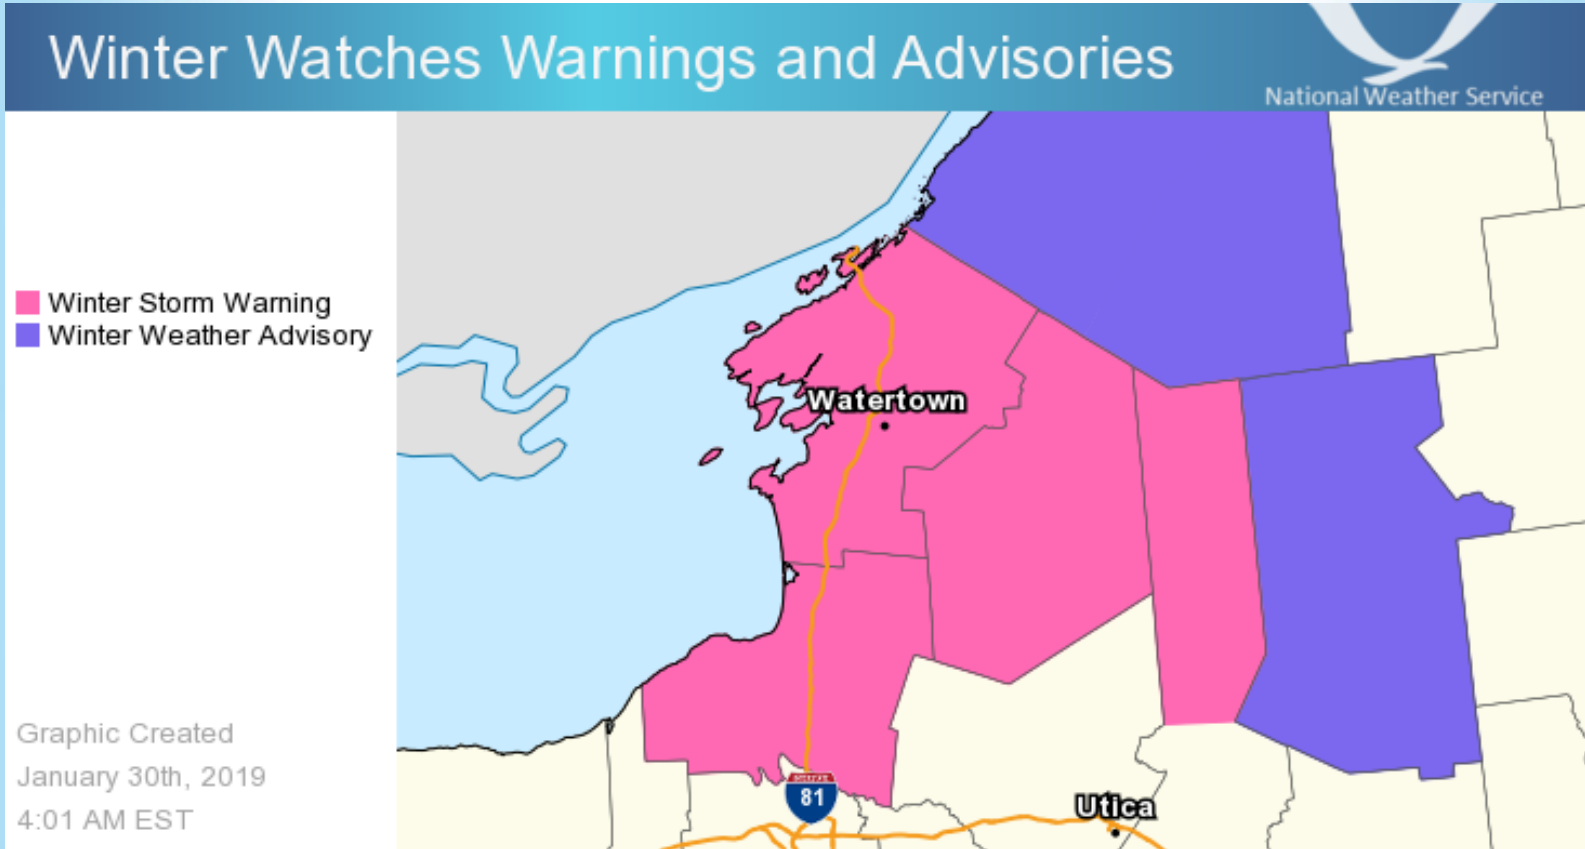 Winter Watches Warnings and Advisories
National Weather Service
Winter Storm Warning
Winter Weather Advisory
Watertown
Graphic Created
January 30th, 2019
4:01 AM EST
81
Utica